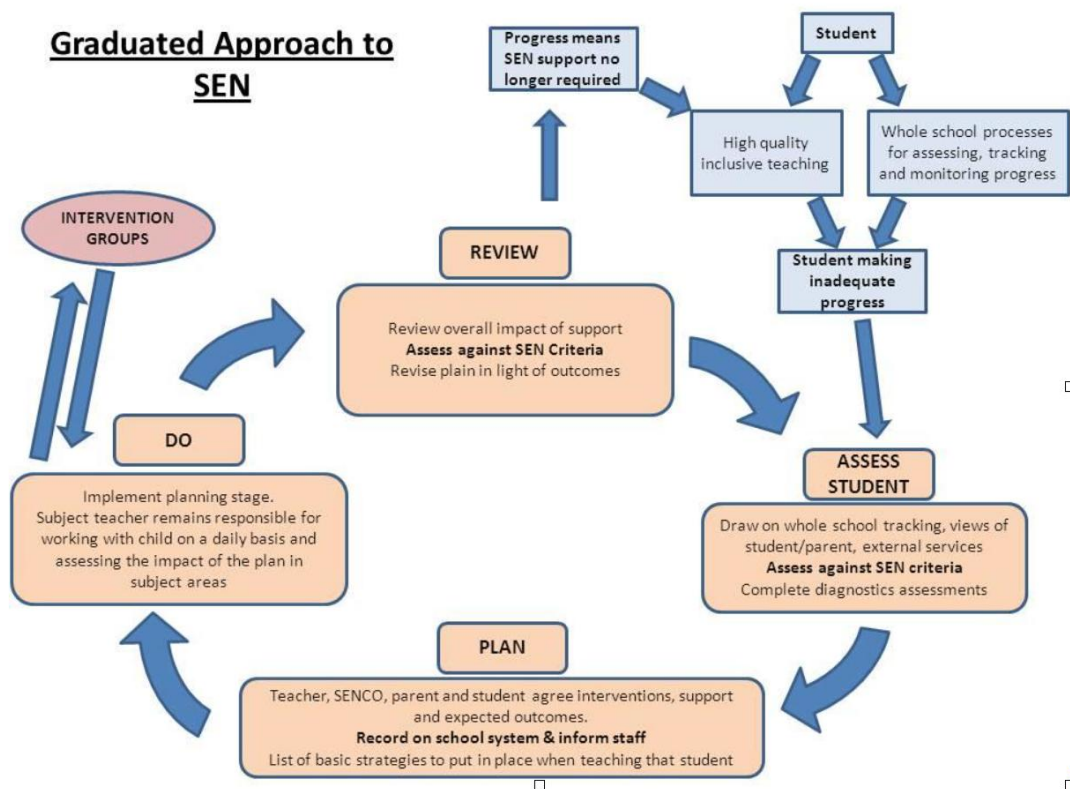 Graduated Approach to
SEN
Progress means
SEN support no
longer required
Student
High quality
inclusive teaching
Whole school processes
for assessing, tracking
and monitoring progress
Student making
inadequate
progress
INTERVENTION
GROUPS
REVIEW
Review overall impact of support
Assess against SEN Criteria
Revise plain in light of outcomes
DO
Implement planning stage.
Subject teacher remains responsible for
working with child on a daily basis and
assessing the impact of the plan in
subject areas
ASSESS
STUDENT
Draw on whole school tracking, views of
student/parent, external services
Assess against SEN criteria
Complete diagnostics assessments
PLAN
Teacher, SENCO, parent and student agree interventions, support
and expected outcomes.
Record on school system & inform staff
List of basic strategies to put in place when teaching that student